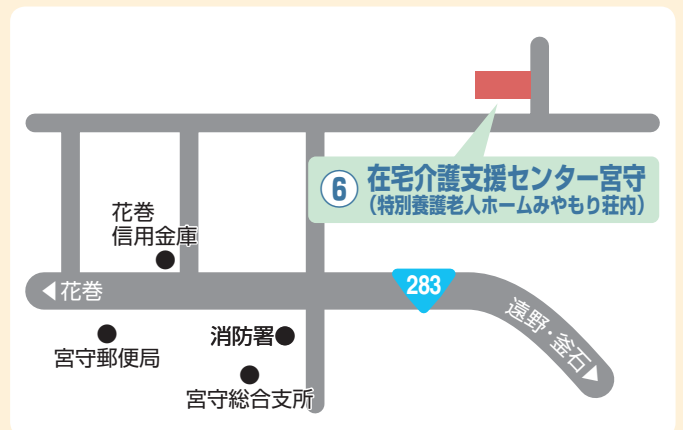 ⑥ 在宅介護支援センター宮守
(特別養護老人ホームみやもり荘内)
花巻
信用金庫
◀花巻
283
遠野・釜石▶
宮守郵便局
消防署
宮守総合支所